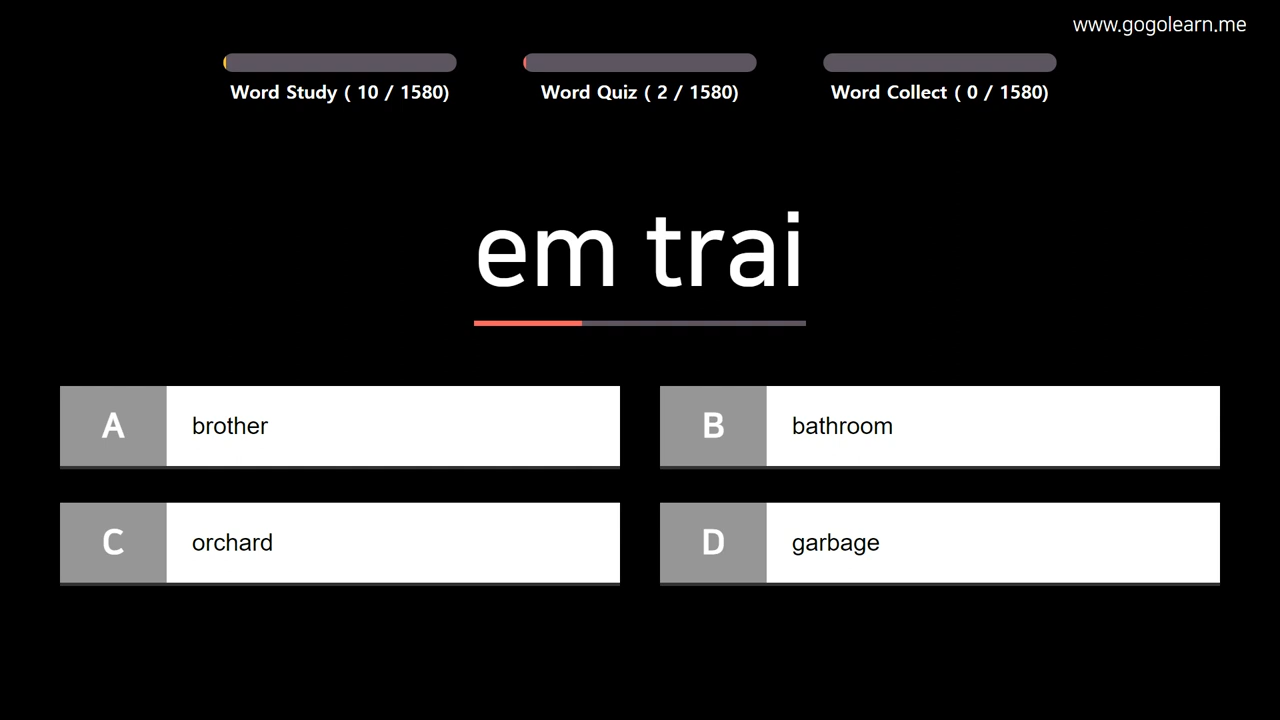 www.gogolearn.me
Word Study ( 10 / 1580)
Word Quiz ( 2 / 1580)
Word Collect ( 0 / 1580)
em trai
A brother
B bathroom
C orchard
D garbage